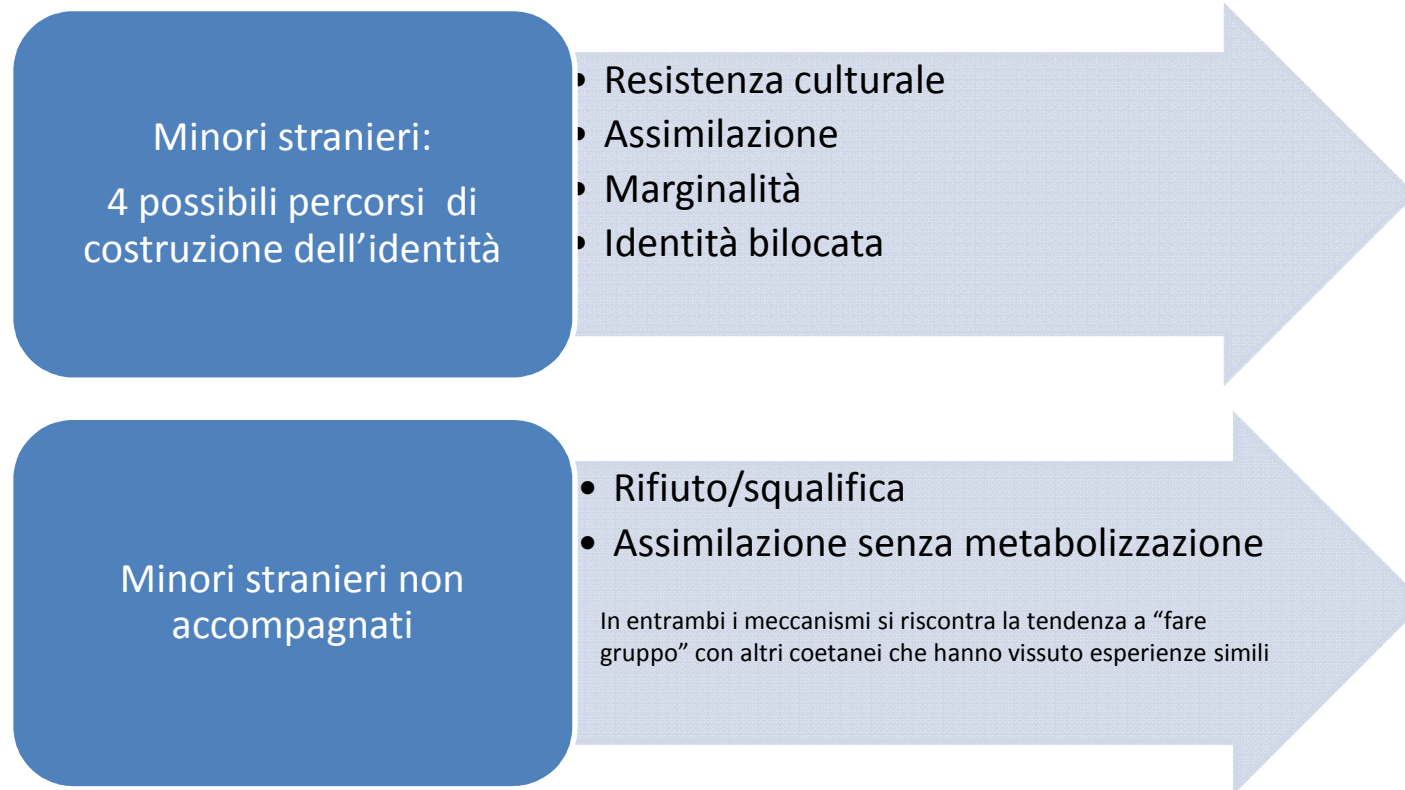 Minori stranieri:
4 possibili percorsi di
costruzione dell’identità
• Resistenza culturale
• Assimilazione
• Marginalità
• Identità bilocata
Minori stranieri non
accompagnati
• Rifiuto/squalifica
• Assimilazione senza metabolizzazione
In entrambi i meccanismi si riscontra la tendenza a “fare
gruppo” con altri coetanei che hanno vissuto esperienze simili